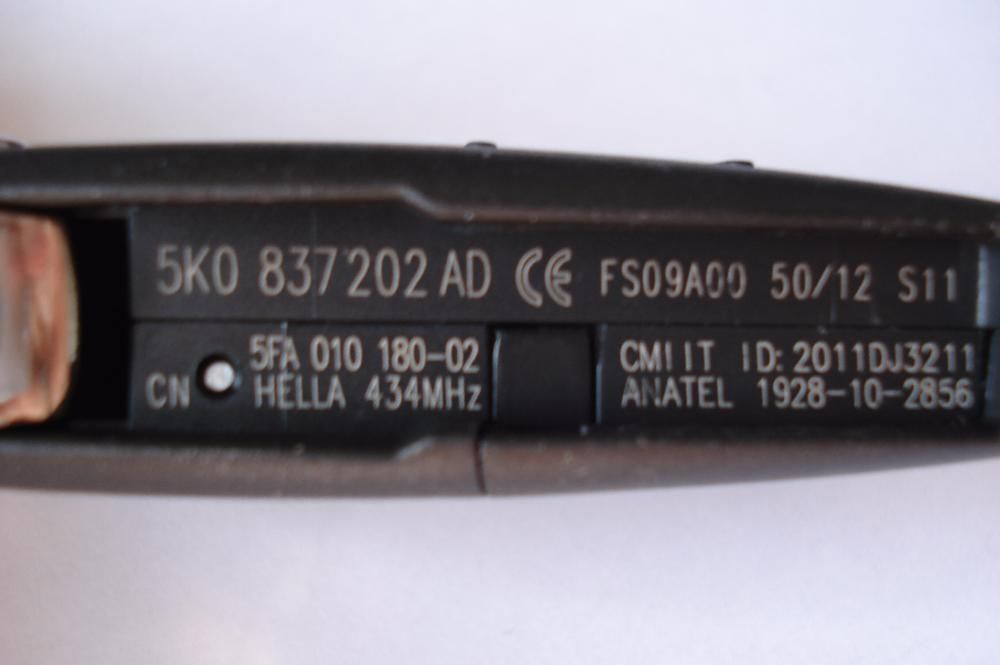 5K0 837 202 AD CE FS09A00 50/12 S11
5FA 010 180-02
CN HELLA 434MHz
CMIIT ID: 2011DJ3211
ANATEL 1928-10-2856